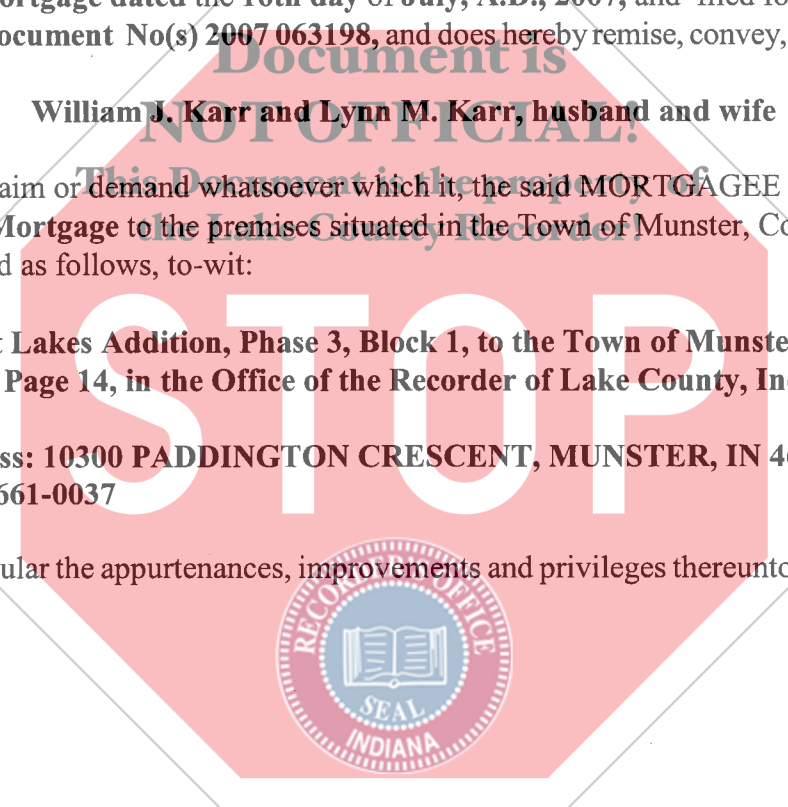 ortgage dated the 16th day of July, A.D., 2007, and filed fo
ocument No(s) 2007 063198, and does hereby remise, convey,
Document is
William J. Karr and Lynn M. Karr, husband and wife
NOT OFFICIAL!
This Document is the property of
aim or demand whatsoever which it, the said MORTGAGEE
the Lake County Recorder!
Mortgage to the premises situated in the Town of Munster, Co
d as follows, to-wit:
STOP
t Lakes Addition, Phase 3, Block 1, to the Town of Munste
Page 14, in the Office of the Recorder of Lake County, In
ss: 10300 PADDINGTON CRESCENT, MUNSTER, IN 4
661-0037
ular the appurtenances, improvements and privileges thereunto
RECORDER'S OFFICE
SEAL
INDIANA